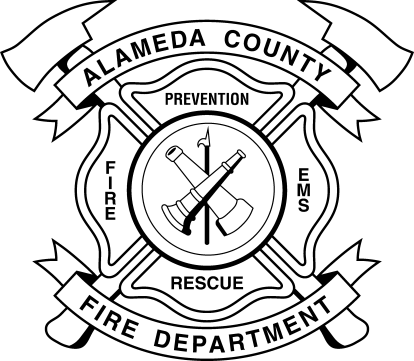 ALAMEDA COUNTY
PREVENTION
FIRE
EMS
RESCUE
FIRE DEPARTMENT